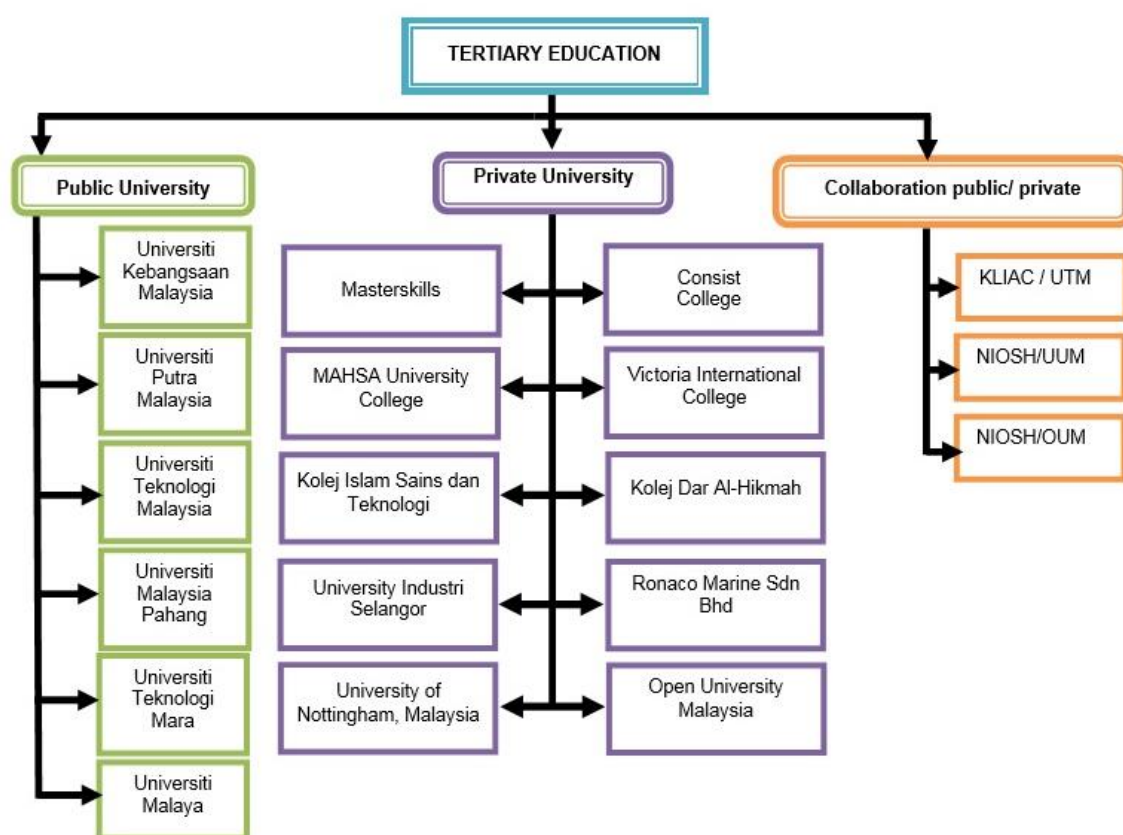 TERTIARY EDUCATION
Public University
Private University
Collaboration public/ private
Universiti
Kebangsaan
Malaysia
Universiti
Putra
Malaysia
Universiti
Teknologi
Malaysia
Universiti
Malaysia
Pahang
Universiti
Teknologi
Mara
Universiti
Malaya
Masterskills
Consist
College
MAHSA University
College
Victoria International
College
Kolej Islam Sains dan
Teknologi
Kolej Dar Al-Hikmah
University Industri
Selangor
Ronaco Marine Sdn
Bhd
University of
Nottingham, Malaysia
Open University
Malaysia
KLIAC / UTM
NIOSH/UUM
NIOSH/OUM